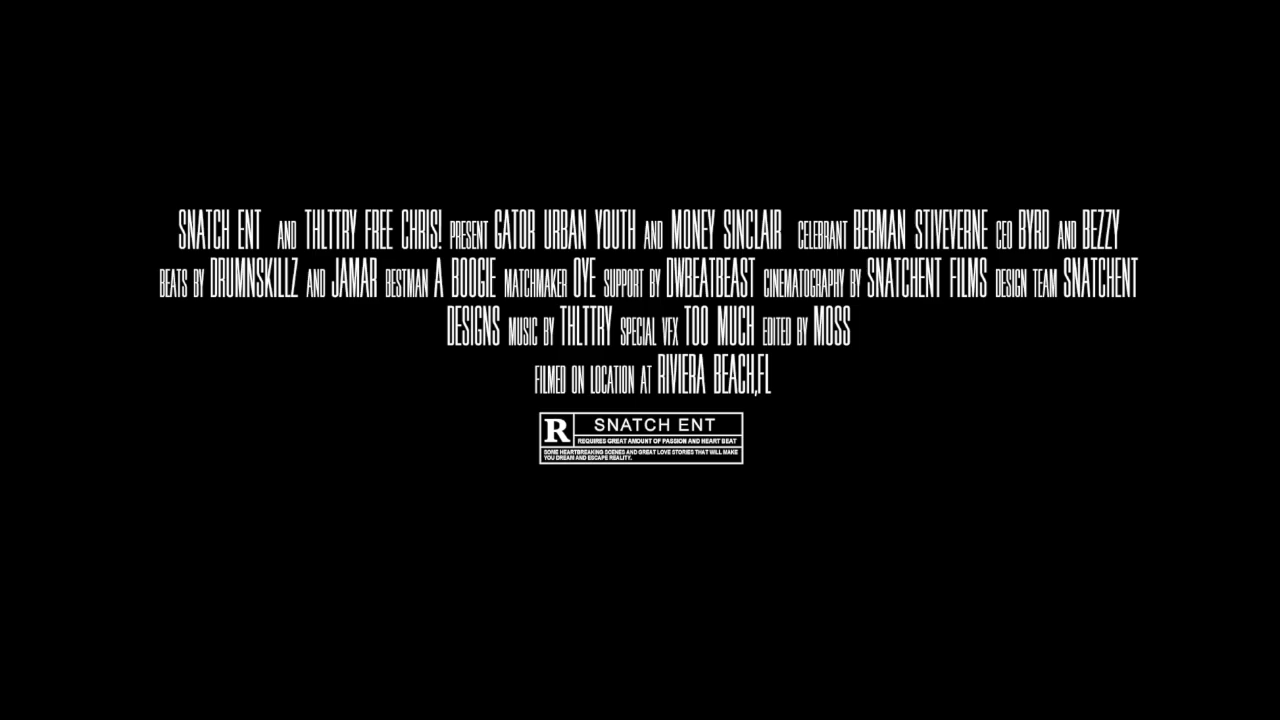 SNATCH ENT AND THLTTRY FREE CHRIS! PRESENT GATOR URBAN YOUTH AND MONEY SINCLAIR CELEBRANT BERMAN STIVEVERNE CEO BYRD AND BEZZY
BEATS BY DRUMNSKILLZ AND JAMAR BESTMAN A BOOGIE MATCHMAKER OYE SUPPORT BY DWBEATBEAST CINEMATOGRAPHY BY SNATCHENT FILMS DESIGN TEAM SNATCHENT
DESIGNS MUSIC BY THLTTRY SPECIAL VFX TOO MUCH EDITED BY MOSS
FILMED ON LOCATION AT RIVIERA BEACH,FL
R SNATCH ENT
REQUIRES GREAT AMOUNT OF PASSION AND HEART BEAT
SOME HEARTBREAKING SCENES AND GREAT LOVE STORIES THAT WILL MAKE
YOU DREAM AND ESCAPE REALITY.